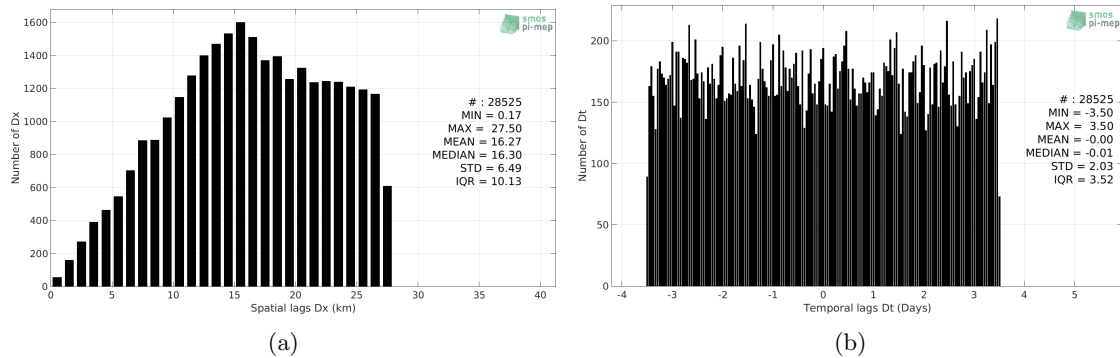 1600
1400
1200
1000
800
600
400
200
0
Number of Dx
smos
pi-mep
# : 28525
MIN = 0.17
MAX = 27.50
MEAN = 16.27
MEDIAN = 16.30
STD = 6.49
IQR = 10.13
0 5 10 15 20 25 30 35 40
Spatial lags Dx (km)
(a)
200
150
100
50
0
Number of Dt
smos
pi-mep
# : 28525
MIN = -3.50
MAX = 3.50
MEAN = -0.00
MEDIAN = -0.01
STD = 2.03
IQR = 3.52
-4 -3 -2 -1 0 1 2 3 4 5
Temporal lags Dt (Days)
(b)